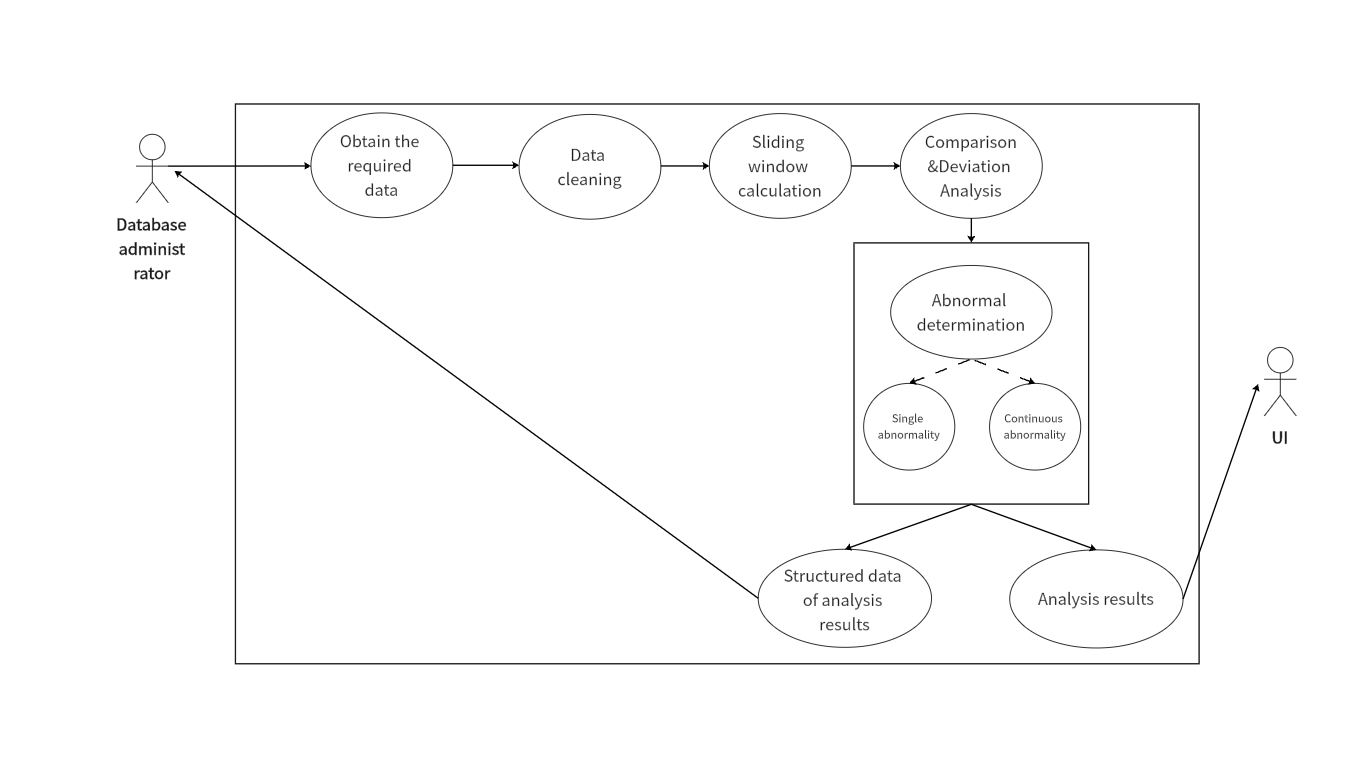 Obtain the
required
data
Data
cleaning
Sliding
window
calculation
Comparison
&Deviation
Analysis
Database
administ
rator
Abnormal
determination
Single
abnormality
Continuous
abnormality
UI
Structured data
of analysis
results
Analysis results